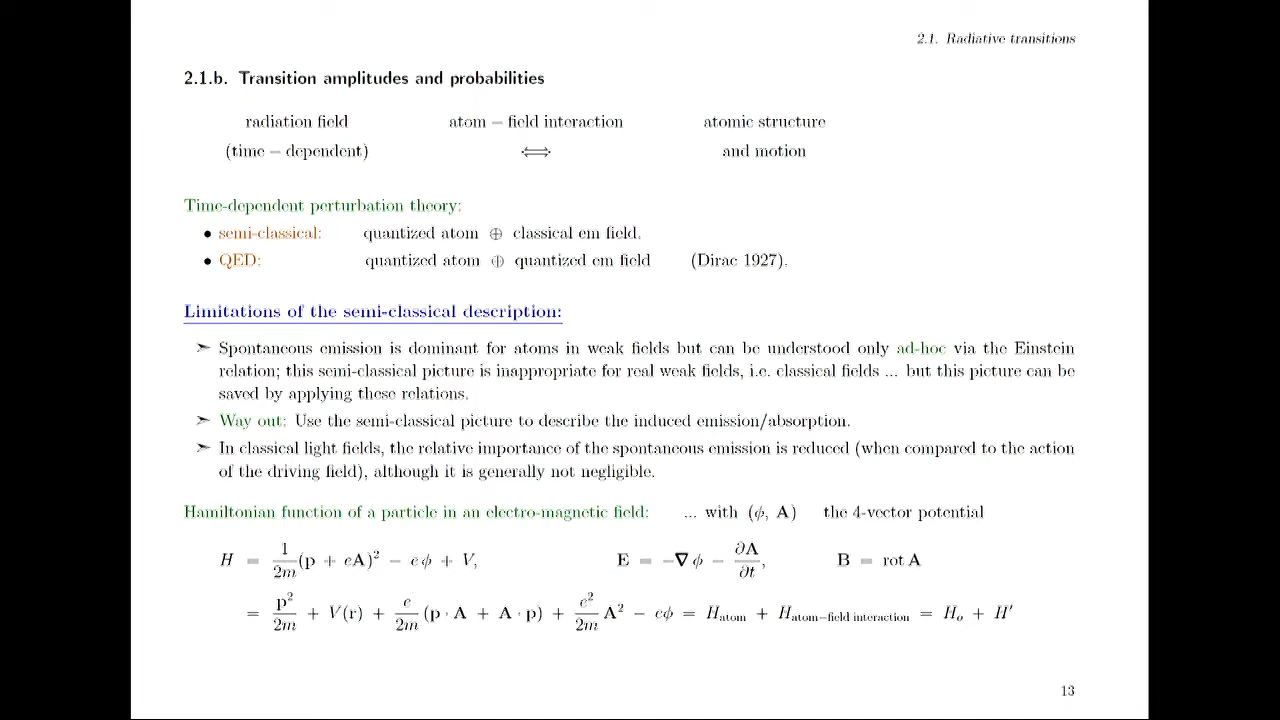 2.1. Radiative transitions
2.1.b. Transition amplitudes and probabilities
radiation field atom − field interaction atomic structure
(time − dependent) ⟺ and motion
Time-dependent perturbation theory:
• semi-classical: quantized atom ⊕ classical em field.
• QED: quantized atom ⊕ quantized em field (Dirac 1927).
Limitations of the semi-classical description:
➣ Spontaneous emission is dominant for atoms in weak fields but can be understood only ad-hoc via the Einstein
relation; this semi-classical picture is inappropriate for real weak fields, i.e. classical fields ... but this picture can be
saved by applying these relations.
➣ Way out: Use the semi-classical picture to describe the induced emission/absorption.
➣ In classical light fields, the relative importance of the spontaneous emission is reduced (when compared to the action
of the driving field), although it is generally not negligible.
Hamiltonian function of a particle in an electro-magnetic field: ... with (ϕ, A) the 4-vector potential
H = 1/2m (p + eA)² − e ϕ + V, E = −∇ ϕ − ∂A/∂t, B = rot A
= p²/2m + V(r) + e/2m (p · A + A · p) + e²/2m A² − eϕ = H_atom + H_atom−field interaction = H_o + H′
13